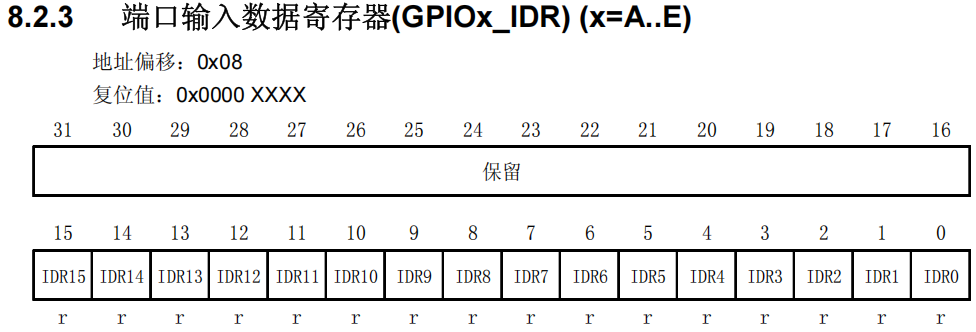 8.2.3 端口输入数据寄存器(GPIOx_IDR) (x=A..E)
地址偏移：0x08
复位值：0x0000 XXXX
31 30 29 28 27 26 25 24 23 22 21 20 19 18 17 16
保留
15 14 13 12 11 10 9 8 7 6 5 4 3 2 1 0
IDR15 IDR14 IDR13 IDR12 IDR11 IDR10 IDR9 IDR8 IDR7 IDR6 IDR5 IDR4 IDR3 IDR2 IDR1 IDR0
r r r r r r r r r r r r r r r r